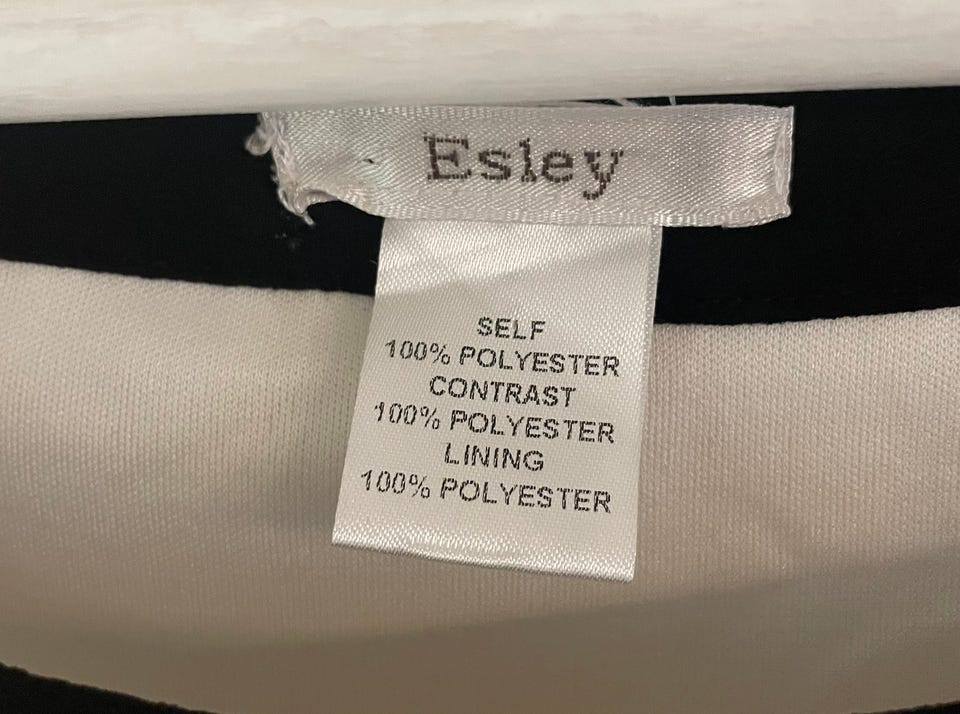 Esley
SELF
100% POLYESTER
CONTRAST
100% POLYESTER
LINING
100% POLYESTER